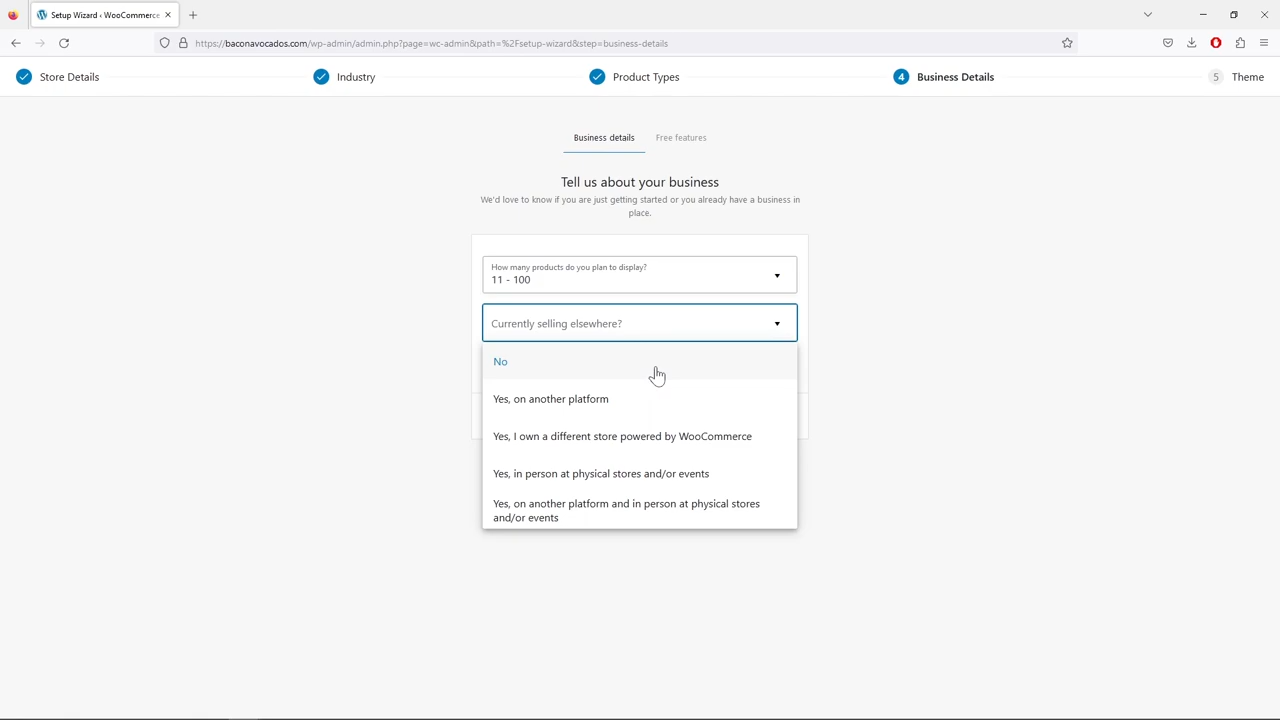 Setup Wizard ‹ WooCommerce
https://baconavocados.com/wp-admin/admin.php?page=wc-admin&path=%2Fsetup-wizard&step=business-details
Store Details
Industry
Product Types
4 Business Details
5 Theme
Business details
Free features
Tell us about your business
We'd love to know if you are just getting started or you already have a business in
place.
How many products do you plan to display?
11 - 100
Currently selling elsewhere?
No
Yes, on another platform
Yes, I own a different store powered by WooCommerce
Yes, in person at physical stores and/or events
Yes, on another platform and in person at physical stores
and/or events